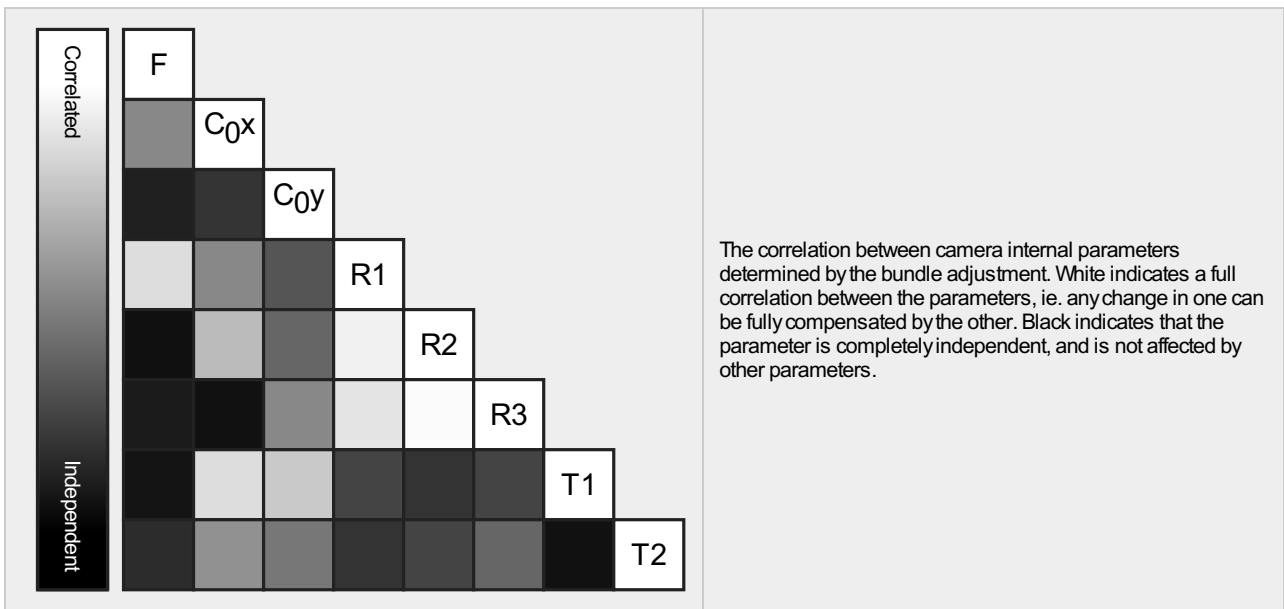 Correlated
Independent
F
C0x
C0y
R1
R2
R3
T1
T2
The correlation between camera internal parameters
determined by the bundle adjustment. White indicates a full
correlation between the parameters, ie. any change in one can
be fully compensated by the other. Black indicates that the
parameter is completely independent, and is not affected by
other parameters.